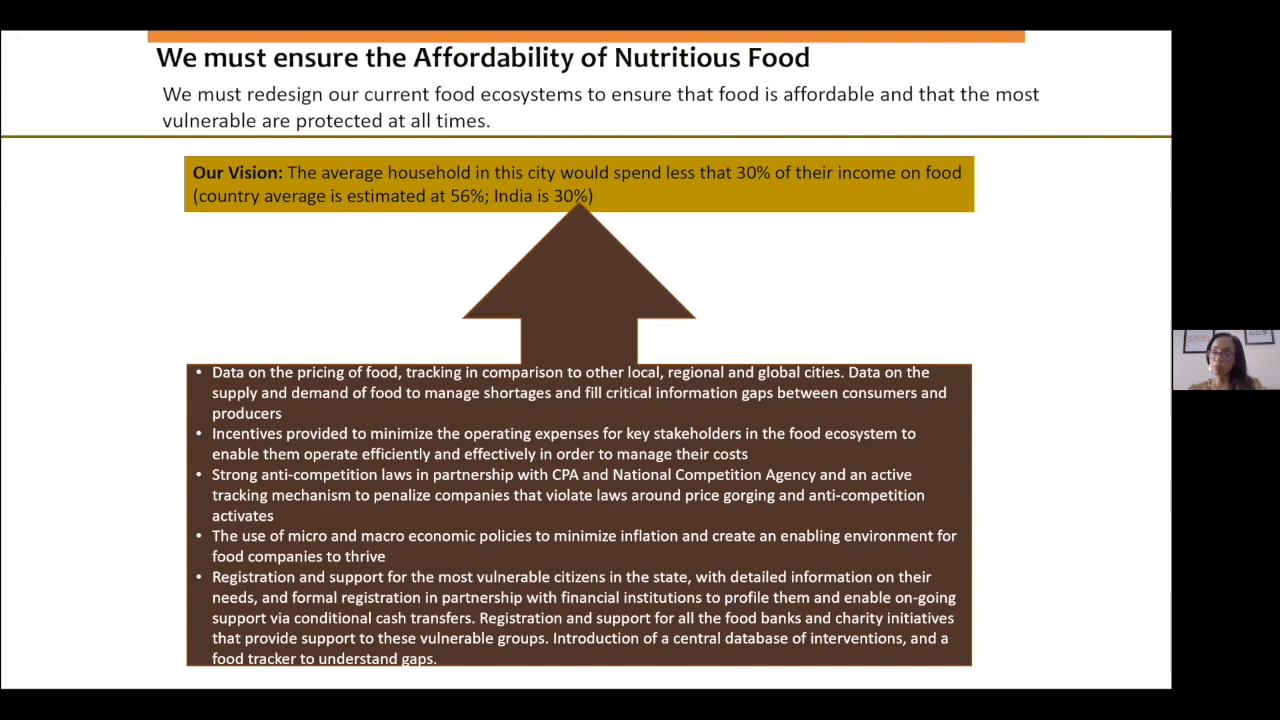 We must ensure the Affordability of Nutritious Food
We must redesign our current food ecosystems to ensure that food is affordable and that the most
vulnerable are protected at all times.
Our Vision: The average household in this city would spend less that 30% of their income on food
(country average is estimated at 56%; India is 30%)
• Data on the pricing of food, tracking in comparison to other local, regional and global cities. Data on the
supply and demand of food to manage shortages and fill critical information gaps between consumers and
producers
• Incentives provided to minimize the operating expenses for key stakeholders in the food ecosystem to
enable them operate efficiently and effectively in order to manage their costs
• Strong anti-competition laws in partnership with CPA and National Competition Agency and an active
tracking mechanism to penalize companies that violate laws around price gorging and anti-competition
activates
• The use of micro and macro economic policies to minimize inflation and create an enabling environment for
food companies to thrive
• Registration and support for the most vulnerable citizens in the state, with detailed information on their
needs, and formal registration in partnership with financial institutions to profile them and enable on-going
support via conditional cash transfers. Registration and support for all the food banks and charity initiatives
that provide support to these vulnerable groups. Introduction of a central database of interventions, and a
food tracker to understand gaps.